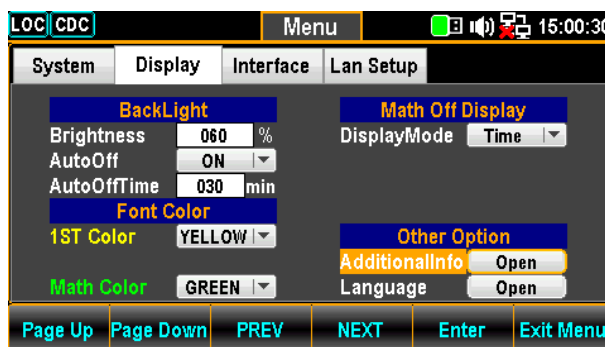 LOC CDC Menu 15:00:30
System Display Interface Lan Setup
BackLight
Brightness 060 %
AutoOff ON
AutoOffTime 030 min
Font Color
1ST Color YELLOW
Math Color GREEN
Math Off Display
DisplayMode Time
Other Option
AdditionalInfo Open
Language Open
Page Up Page Down PREV NEXT Enter Exit Menu